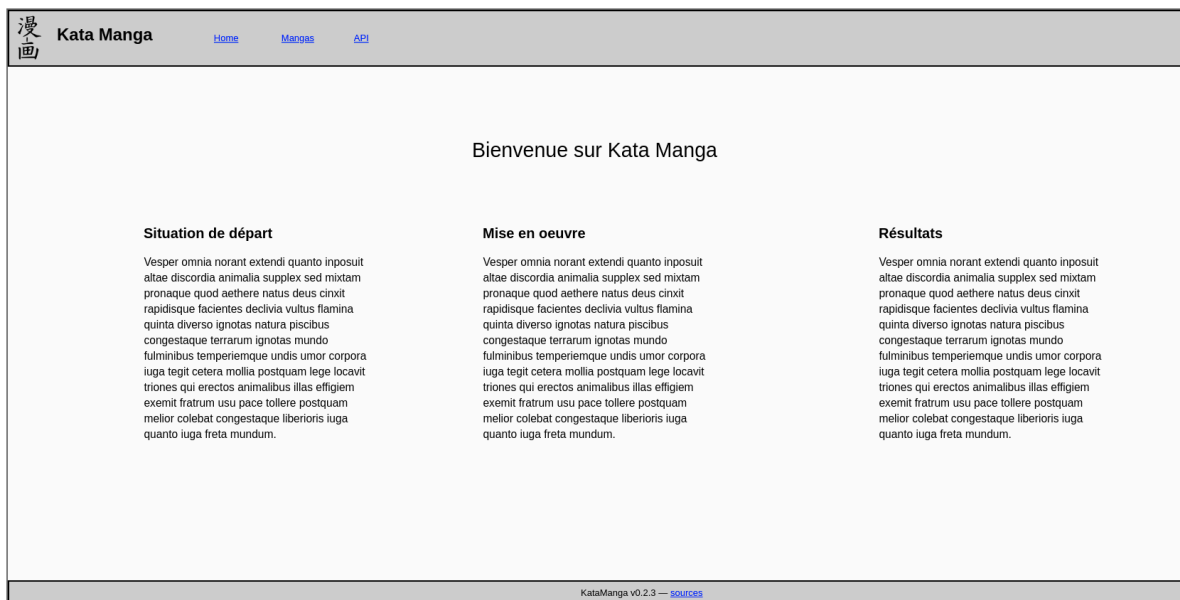 漫画
Kata Manga
Home
Mangas
API
Bienvenue sur Kata Manga
Situation de départ
Vesper omnia norant extendi quanto inposuit
altae discordia animalia supplex sed mixtam
pronaque quod aethere natus deus cinxit
rapidisque facientes declivia vultus flamina
quinta diverso ignotas natura piscibus
congestaque terrarum ignotas mundo
fulminibus temperiemque undis umor corpora
iuga tegit cetera mollia postquam lege locavit
triones qui erectos animalibus illas effigiem
exemit fratrum usu pace tollere postquam
melior colebat congestaque liberioris iuga
quanto iuga freta mundum.
Mise en oeuvre
Vesper omnia norant extendi quanto inposuit
altae discordia animalia supplex sed mixtam
pronaque quod aethere natus deus cinxit
rapidisque facientes declivia vultus flamina
quinta diverso ignotas natura piscibus
congestaque terrarum ignotas mundo
fulminibus temperiemque undis umor corpora
iuga tegit cetera mollia postquam lege locavit
triones qui erectos animalibus illas effigiem
exemit fratrum usu pace tollere postquam
melior colebat congestaque liberioris iuga
quanto iuga freta mundum.
Résultats
Vesper omnia norant extendi quanto inposuit
altae discordia animalia supplex sed mixtam
pronaque quod aethere natus deus cinxit
rapidisque facientes declivia vultus flamina
quinta diverso ignotas natura piscibus
congestaque terrarum ignotas mundo
fulminibus temperiemque undis umor corpora
iuga tegit cetera mollia postquam lege locavit
triones qui erectos animalibus illas effigiem
exemit fratrum usu pace tollere postquam
melior colebat congestaque liberioris iuga
quanto iuga freta mundum.
KataManga v0.2.3 — sources